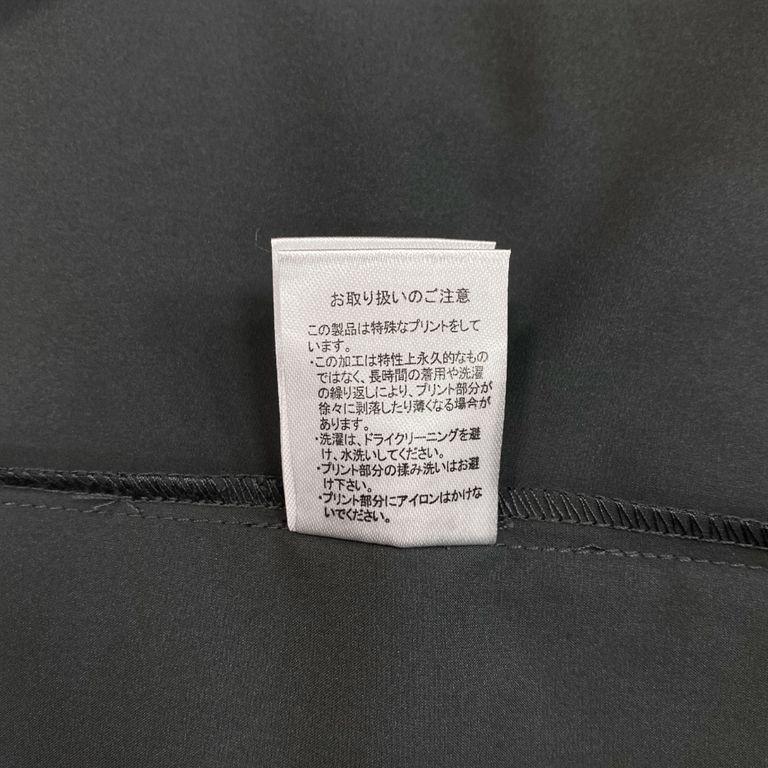 お取り扱いのご注意
この製品は特殊なプリントをして
います。
・この加工は特性上永久的なもの
ではなく、長時間の着用や洗濯
の繰り返しにより、プリント部分が
徐々に剥落したり薄くなる場合が
あります。
・洗濯は、ドライクリーニングを避
け、水洗いしてください。
・プリント部分の揉み洗いはお避
け下さい。
・プリント部分にアイロンはかけな
いでください。